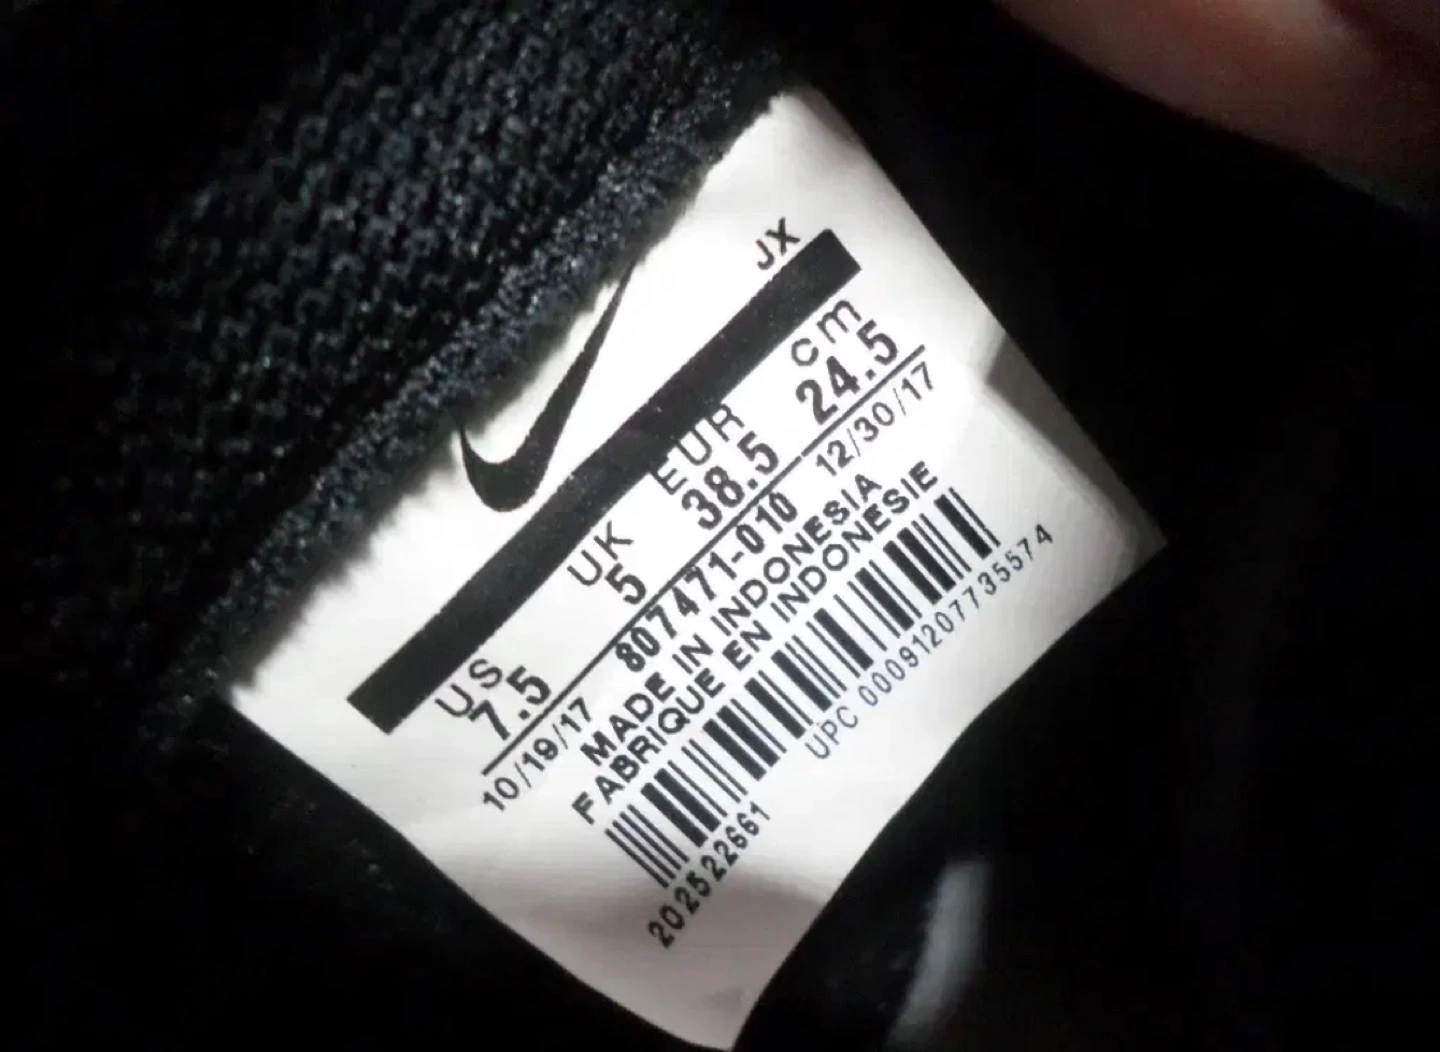 JX
US UK EUR cm
7.5 5 38.5 24.5
10/19/17 807471-010 12/30/17
MADE IN INDONESIA
FABRIQUE EN INDONESIE
UPC 00091207735574
202522661